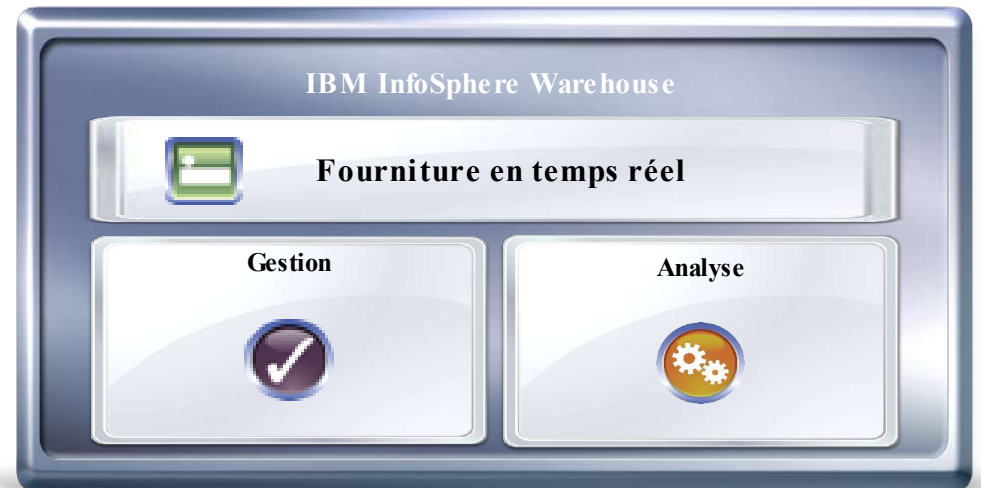 IBM InfoSphere Warehouse
Fourniture en temps réel
Gestion
Analyse